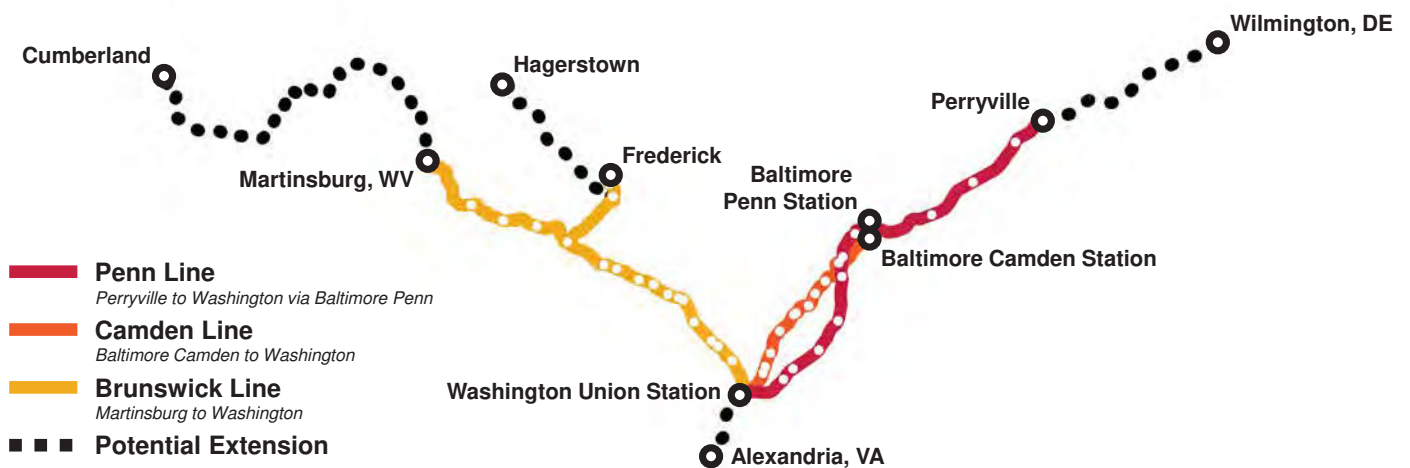 Wilmington, DE
Cumberland
Hagerstown
Perryville
Frederick
Martinsburg, WV
Baltimore
Penn Station
Baltimore Camden Station
Penn Line
Perryville to Washington via Baltimore Penn
Camden Line
Baltimore Camden to Washington
Brunswick Line
Martinsburg to Washington
Washington Union Station
Potential Extension
Alexandria, VA